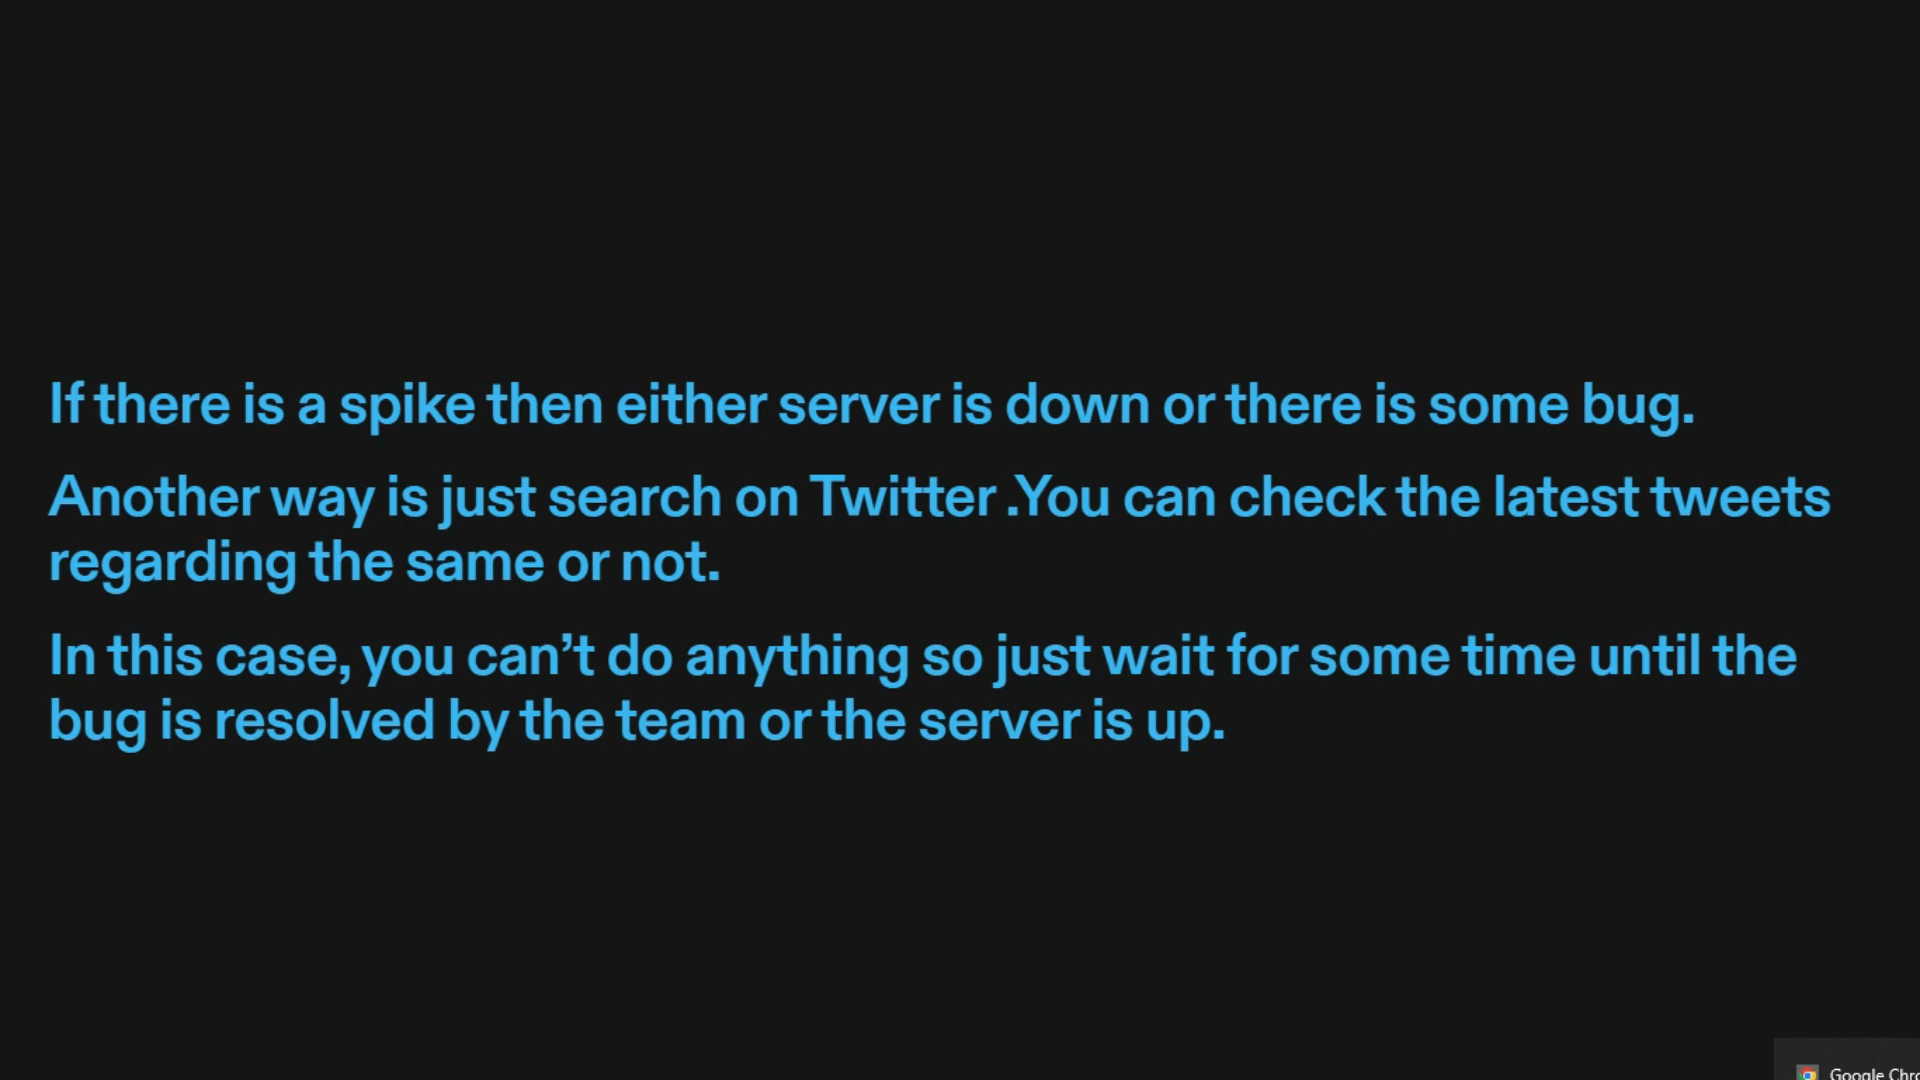 If there is a spike then either server is down or there is some bug.
Another way is just search on Twitter .You can check the latest tweets
regarding the same or not.
In this case, you can’t do anything so just wait for some time until the
bug is resolved by the team or the server is up.
Google Chro